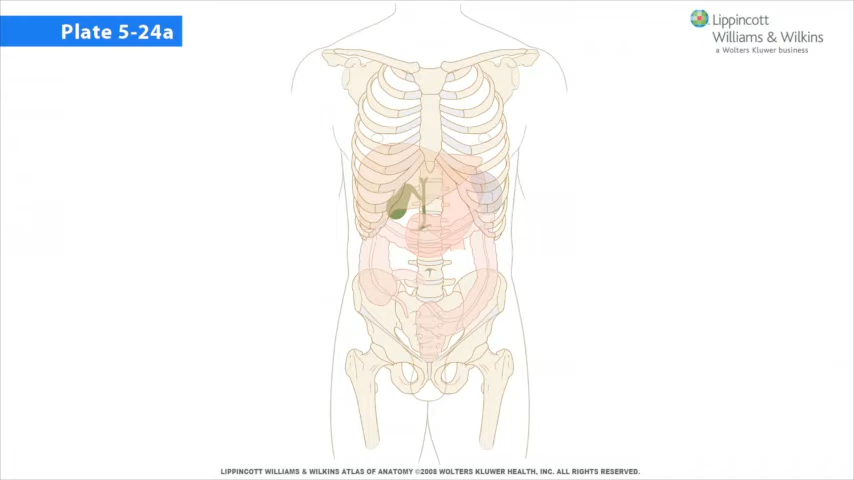 Plate 5-24a
Lippincott
Williams & Wilkins
a Wolters Kluwer business
LIPPINCOTT WILLIAMS & WILKINS ATLAS OF ANATOMY ©2008 WOLTERS KLUWER HEALTH, INC. ALL RIGHTS RESERVED.